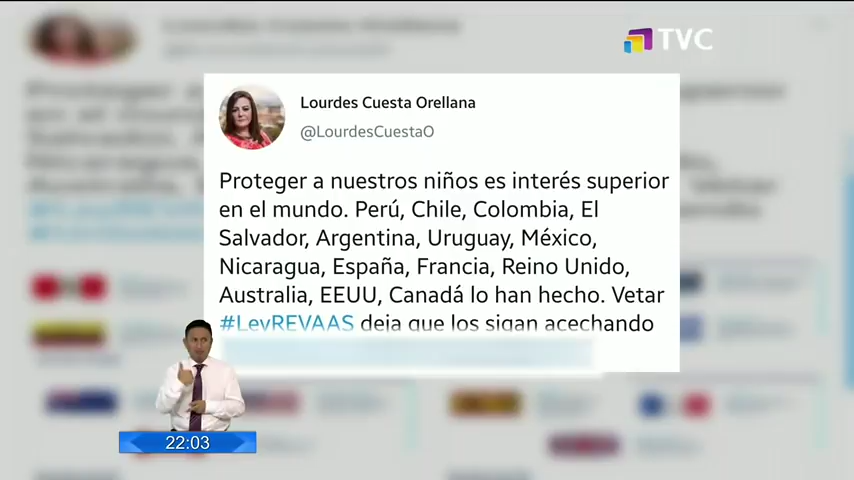 TVC
Lourdes Cuesta Orellana
@LourdesCuestaO
Proteger a nuestros niños es interés superior
en el mundo. Perú, Chile, Colombia, El
Salvador, Argentina, Uruguay, México,
Nicaragua, España, Francia, Reino Unido,
Australia, EEUU, Canadá lo han hecho. Vetar
#LeyREVAAS deja que los sigan acechando
22:03